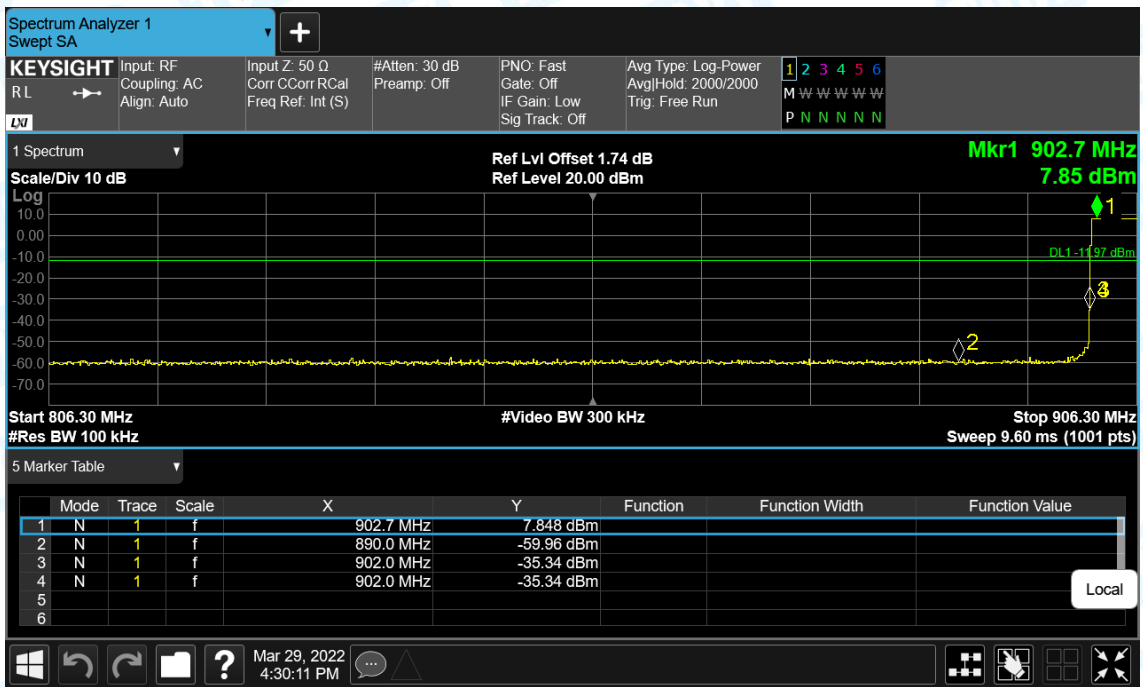 Spectrum Analyzer 1
Swept SA
KEYSIGHT
RL
LXI
Input: RF
Coupling: AC
Align: Auto
Input Z: 50 Ω
Corr CCorr RCal
Freq Ref: Int (S)
#Atten: 30 dB
Preamp: Off
PNO: Fast
Gate: Off
IF Gain: Low
Sig Track: Off
Avg Type: Log-Power
Avg|Hold: 2000/2000
Trig: Free Run
1 2 3 4 5 6
M W W W W W
P N N N N N
1 Spectrum
Scale/Div 10 dB
Ref Lvl Offset 1.74 dB
Ref Level 20.00 dBm
Mkr1 902.7 MHz
7.85 dBm
Log
10.0
0.00
-10.0
-20.0
-30.0
-40.0
-50.0
-60.0
-70.0
1
DL1 -11.97 dBm
2
Start 806.30 MHz
#Video BW 300 kHz
Stop 906.30 MHz
#Res BW 100 kHz
Sweep 9.60 ms (1001 pts)
5 Marker Table
Mode Trace Scale X Y Function Function Width Function Value
1 N 1 f 902.7 MHz 7.848 dBm
2 N 1 f 890.0 MHz -59.96 dBm
3 N 1 f 902.0 MHz -35.34 dBm
4 N 1 f 902.0 MHz -35.34 dBm
5
6
Local
?
Mar 29, 2022
4:30:11 PM